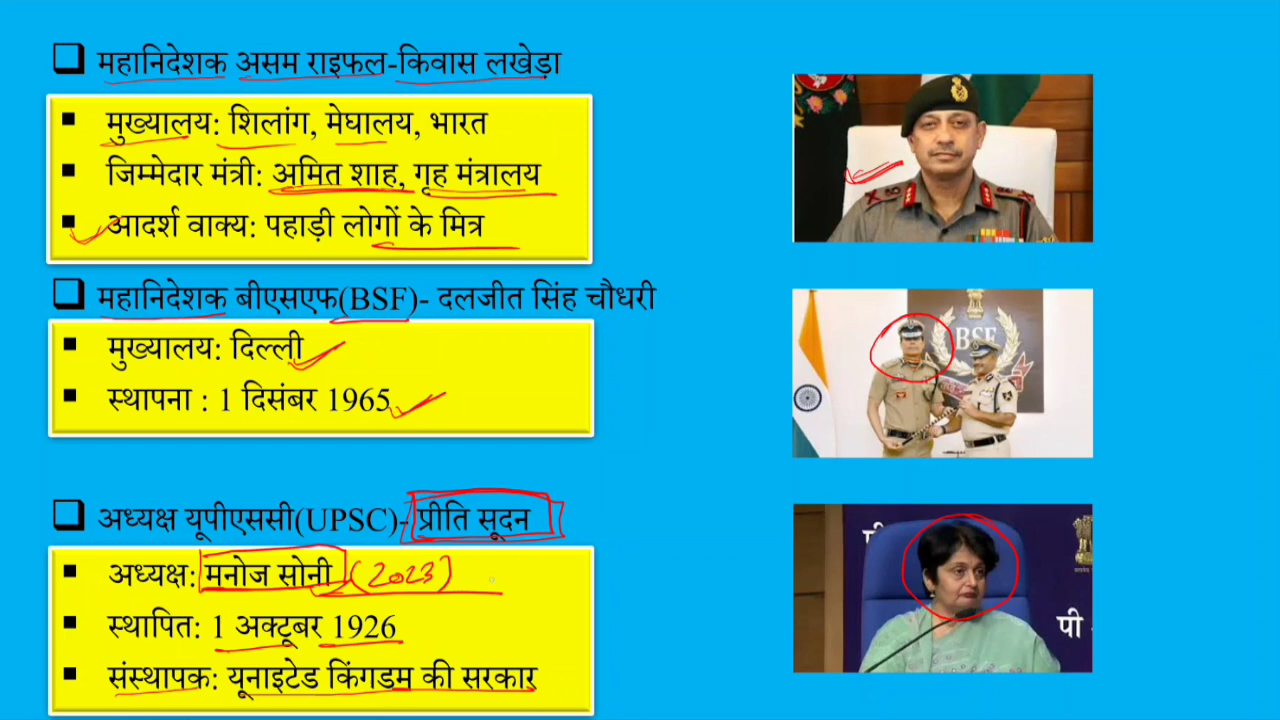 महानिदेशक असम राइफल-किवास लखेड़ा
मुख्यालय: शिलांग, मेघालय, भारत
जिम्मेदार मंत्री: अमित शाह, गृह मंत्रालय
आदर्श वाक्य: पहाड़ी लोगों के मित्र
महानिदेशक बीएसएफ(BSF)- दलजीत सिंह चौधरी
मुख्यालय: दिल्ली
स्थापना : 1 दिसंबर 1965
BSF
अध्यक्ष यूपीएससी(UPSC)- प्रीति सूदन
अध्यक्ष: मनोज सोनी (2023)
स्थापित: 1 अक्टूबर 1926
संस्थापक: यूनाइटेड किंगडम की सरकार
पी